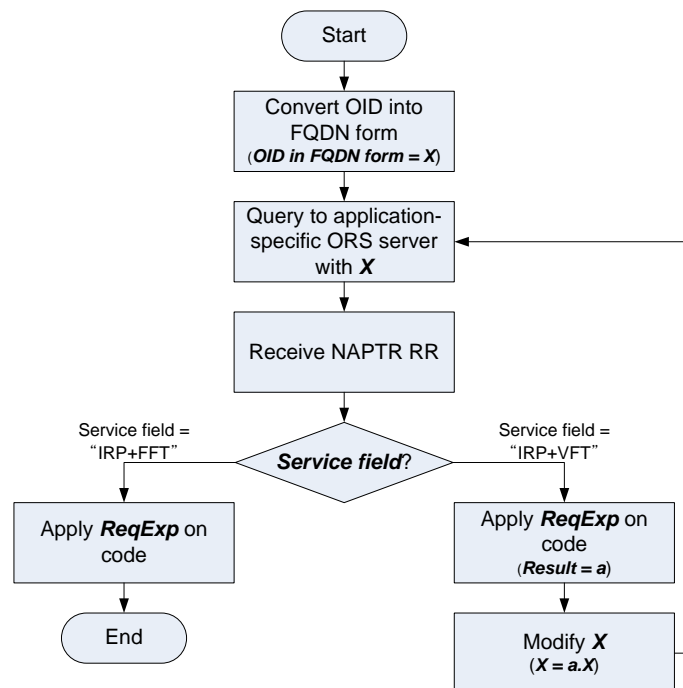 Start
Convert OID into
FQDN form
(OID in FQDN form = X)
Query to application-
specific ORS server
with X
Receive NAPTR RR
Service field =
“IRP+FFT”
Service field?
Service field =
“IRP+VFT”
Apply ReqExp on
code
End
Apply ReqExp on
code
(Result = a)
Modify X
(X = a.X)